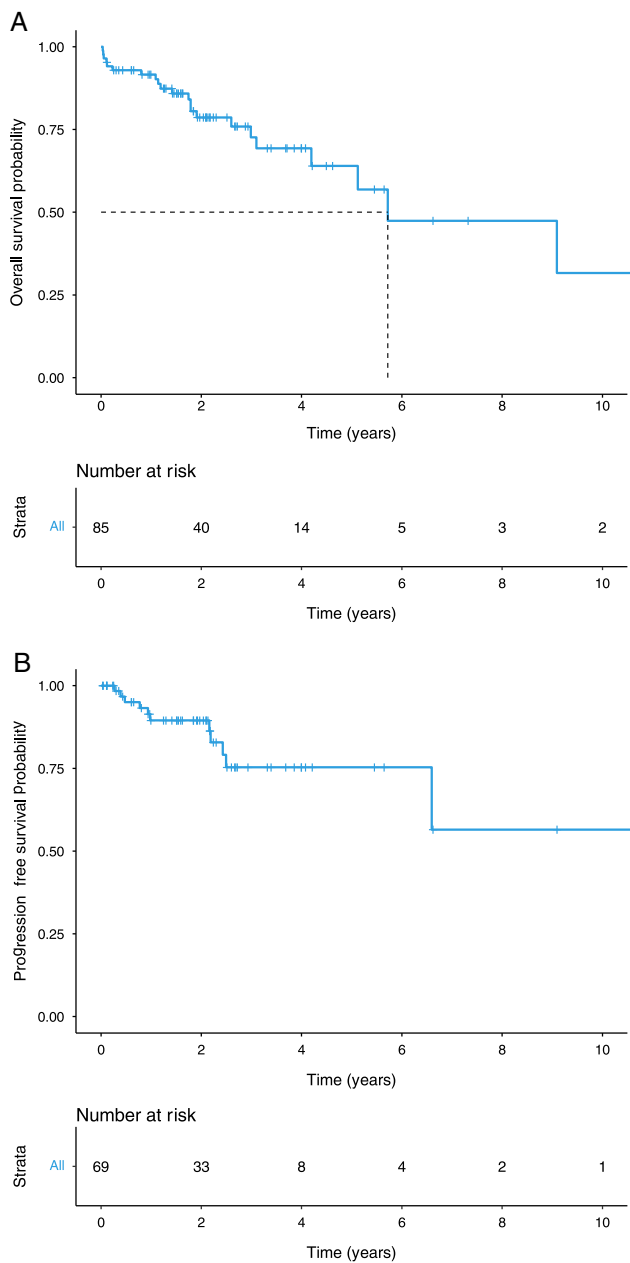 A
Overall survival probability
1.00
0.75
0.50
0.25
0.00
0 2 4 6 8 10
Time (years)
Number at risk
Strata
All 85 40 14 5 3 2
0 2 4 6 8 10
Time (years)
B
Progression free survival Probability
1.00
0.75
0.50
0.25
0.00
0 2 4 6 8 10
Time (years)
Number at risk
Strata
All 69 33 8 4 2 1
0 2 4 6 8 10
Time (years)